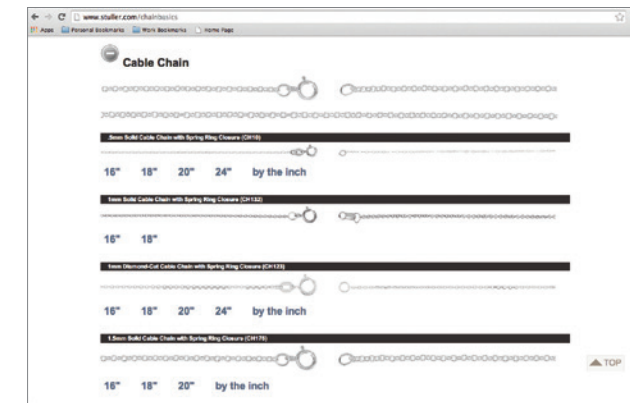 www.stuller.com/chainbasics
Apps Personal Bookmarks Work Bookmarks Home Page
Cable Chain
.5mm Solid Cable Chain with Spring Ring Closure (CH10)
16" 18" 20" 24" by the inch
1mm Solid Cable Chain with Spring Ring Closure (CH132)
16" 18"
1mm Diamond-Cut Cable Chain with Spring Ring Closure (CH123)
16" 18" 20" 24" by the inch
1.5mm Solid Cable Chain with Spring Ring Closure (CH175)
16" 18" 20" by the inch
TOP